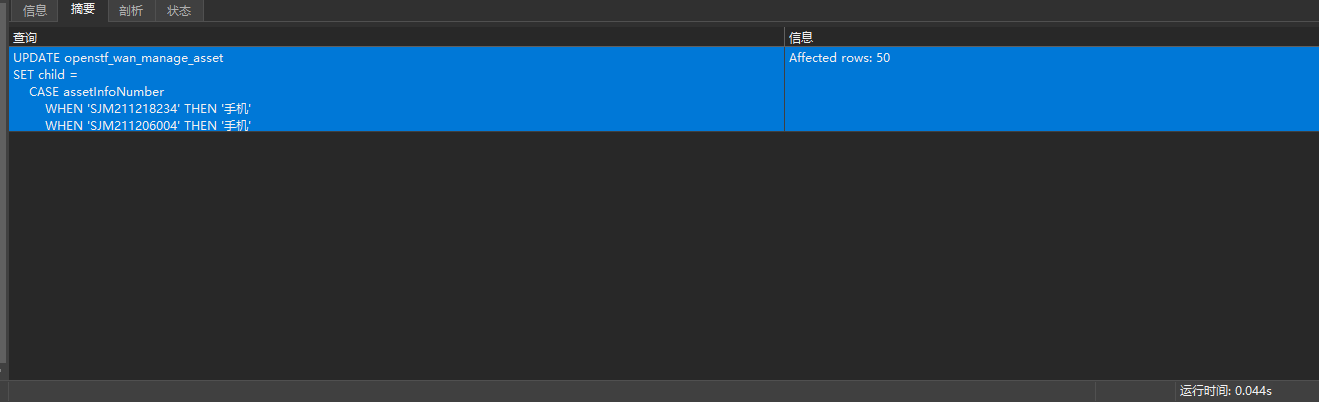 信息 摘要 剖析 状态
查询 信息
UPDATE openstf_wan_manage_asset Affected rows: 50
SET child =
CASE assetInfoNumber
WHEN 'SJM211218234' THEN '手机'
WHEN 'SJM211206004' THEN '手机'
运行时间: 0.044s